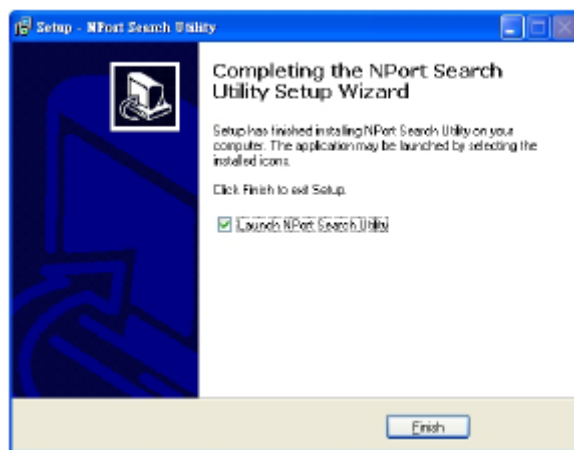 Setup - NPort Search Utility
Completing the NPort Search
Utility Setup Wizard
Setup has finished installing NPort Search Utility on your
computer. The application may be launched by selecting the
installed icons.
Click Finish to exit Setup.
Launch NPort Search Utility
Finish